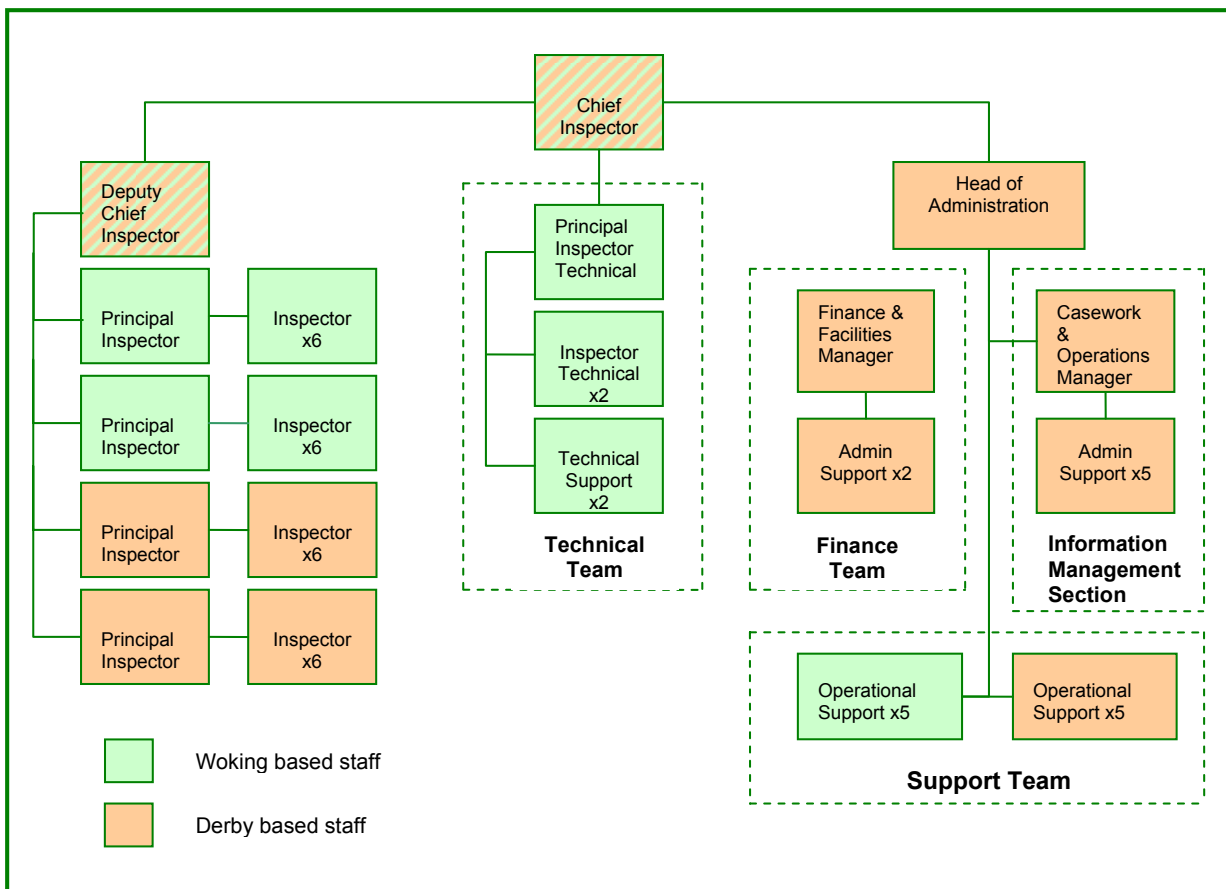 Chief
Inspector
Deputy
Chief
Inspector
Principal
Inspector
Inspector
x6
Principal
Inspector
Inspector
x6
Principal
Inspector
Inspector
x6
Principal
Inspector
Inspector
x6
Principal
Inspector
Technical
Inspector
Technical
x2
Technical
Support
x2
Technical
Team
Head of
Administration
Finance &
Facilities
Manager
Admin
Support x2
Finance
Team
Casework
&
Operations
Manager
Admin
Support x5
Information
Management
Section
Operational
Support x5
Operational
Support x5
Support Team
Woking based staff
Derby based staff